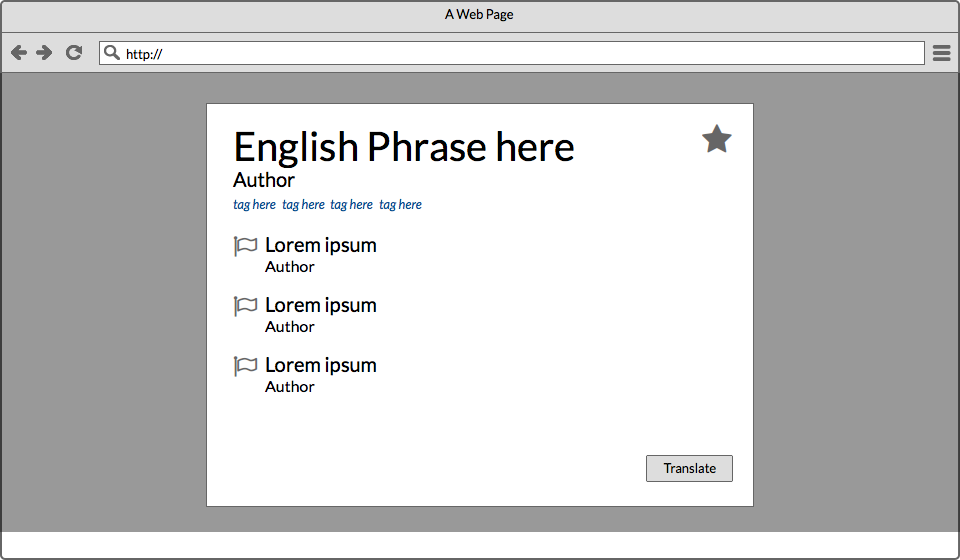 A Web Page
http://
English Phrase here
Author
tag here tag here tag here tag here
Lorem ipsum
Author
Lorem ipsum
Author
Lorem ipsum
Author
Translate